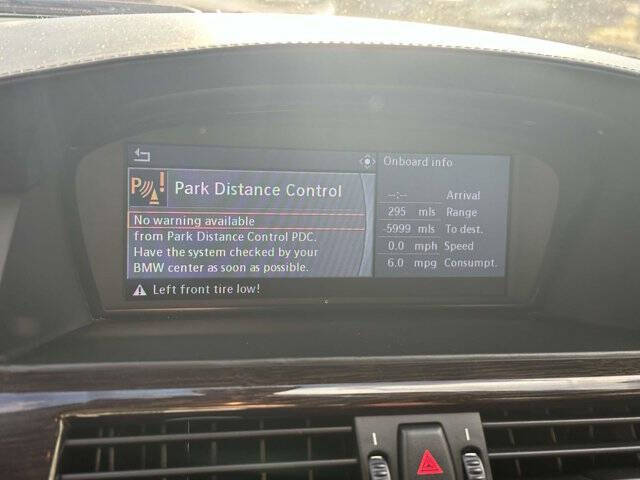 Park Distance Control
No warning available
from Park Distance Control PDC.
Have the system checked by your
BMW center as soon as possible.
Left front tire low!
Onboard info
--:-- Arrival
295 mls Range
-5999 mls To dest.
0.0 mph Speed
6.0 mpg Consumpt.